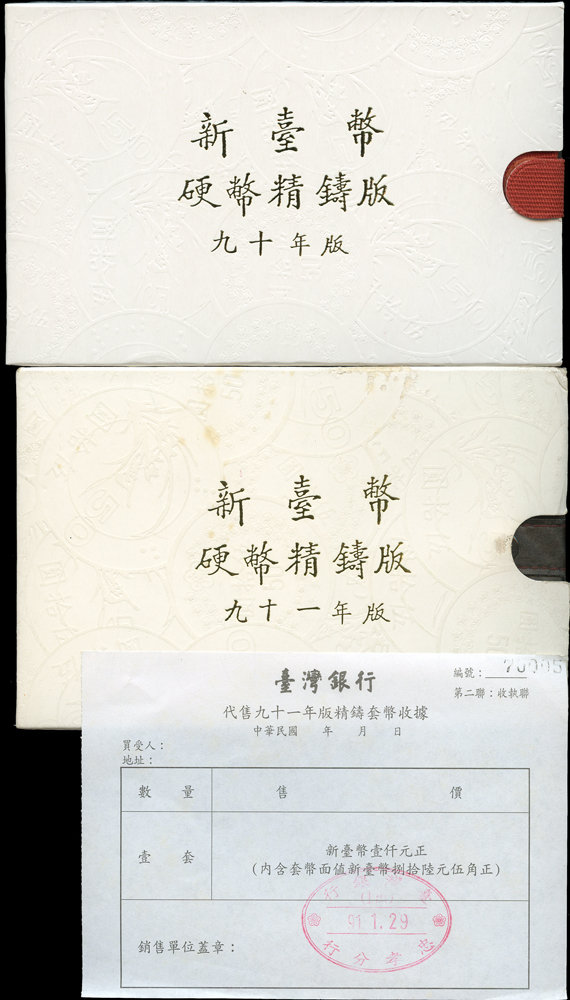 新臺幣
硬幣精鑄版
九十年版
新臺幣
硬幣精鑄版
九十一年版
臺灣銀行
編號：
第二聯：收執聯
代售九十一年版精鑄套幣收據
中華民國 年 月 日
買受人：
地址：
數量 售價
壹套 新臺幣壹仟元正
(內含套幣面值新臺幣捌拾陸元伍角正)
銷售單位蓋章：
91.1.29
忠孝分行